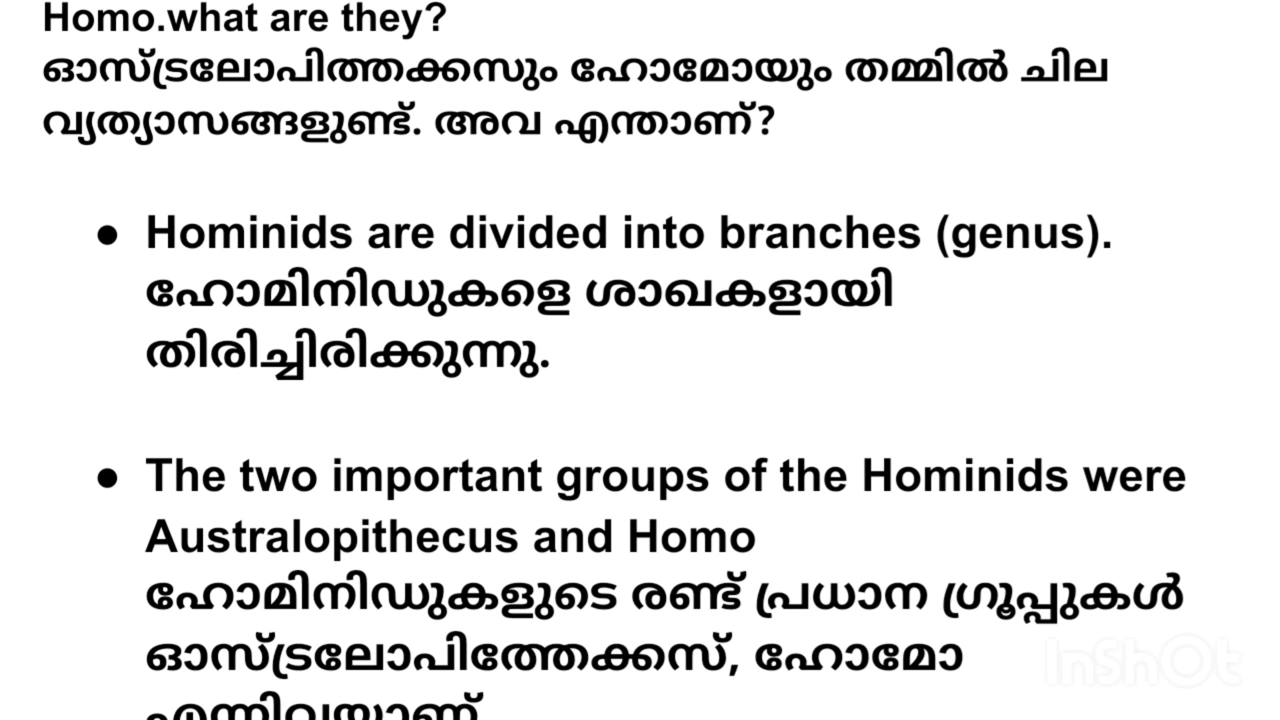 Homo.what are they?
ഓസ്ട്രലോപിത്തക്കസും ഹോമോയും തമ്മിൽ ചില
വ്യത്യാസങ്ങളുണ്ട്. അവ എന്താണ്?
● Hominids are divided into branches (genus).
ഹോമിനിഡുകളെ ശാഖകളായി
തിരിച്ചിരിക്കുന്നു.
● The two important groups of the Hominids were
Australopithecus and Homo
ഹോമിനിഡുകളുടെ രണ്ട് പ്രധാന ഗ്രൂപ്പുകൾ
ഓസ്ട്രലോപിത്തേക്കസ്, ഹോമോ
എന്നിവയാണ്
InShOt